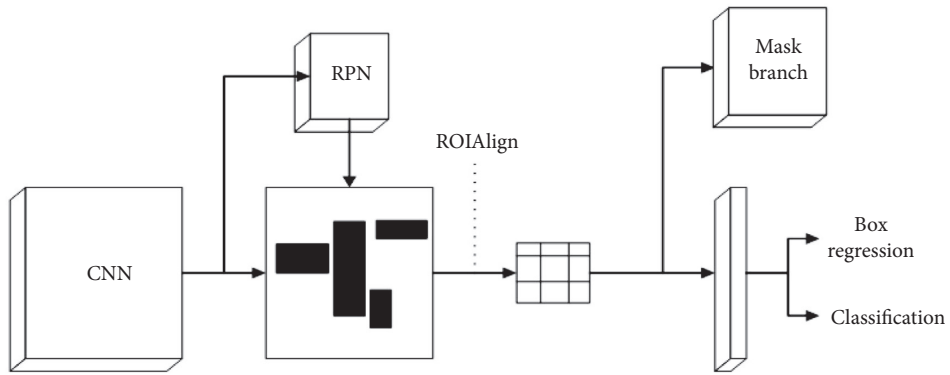 CNN
RPN
ROIAlign
Mask
branch
Box
regression
Classification